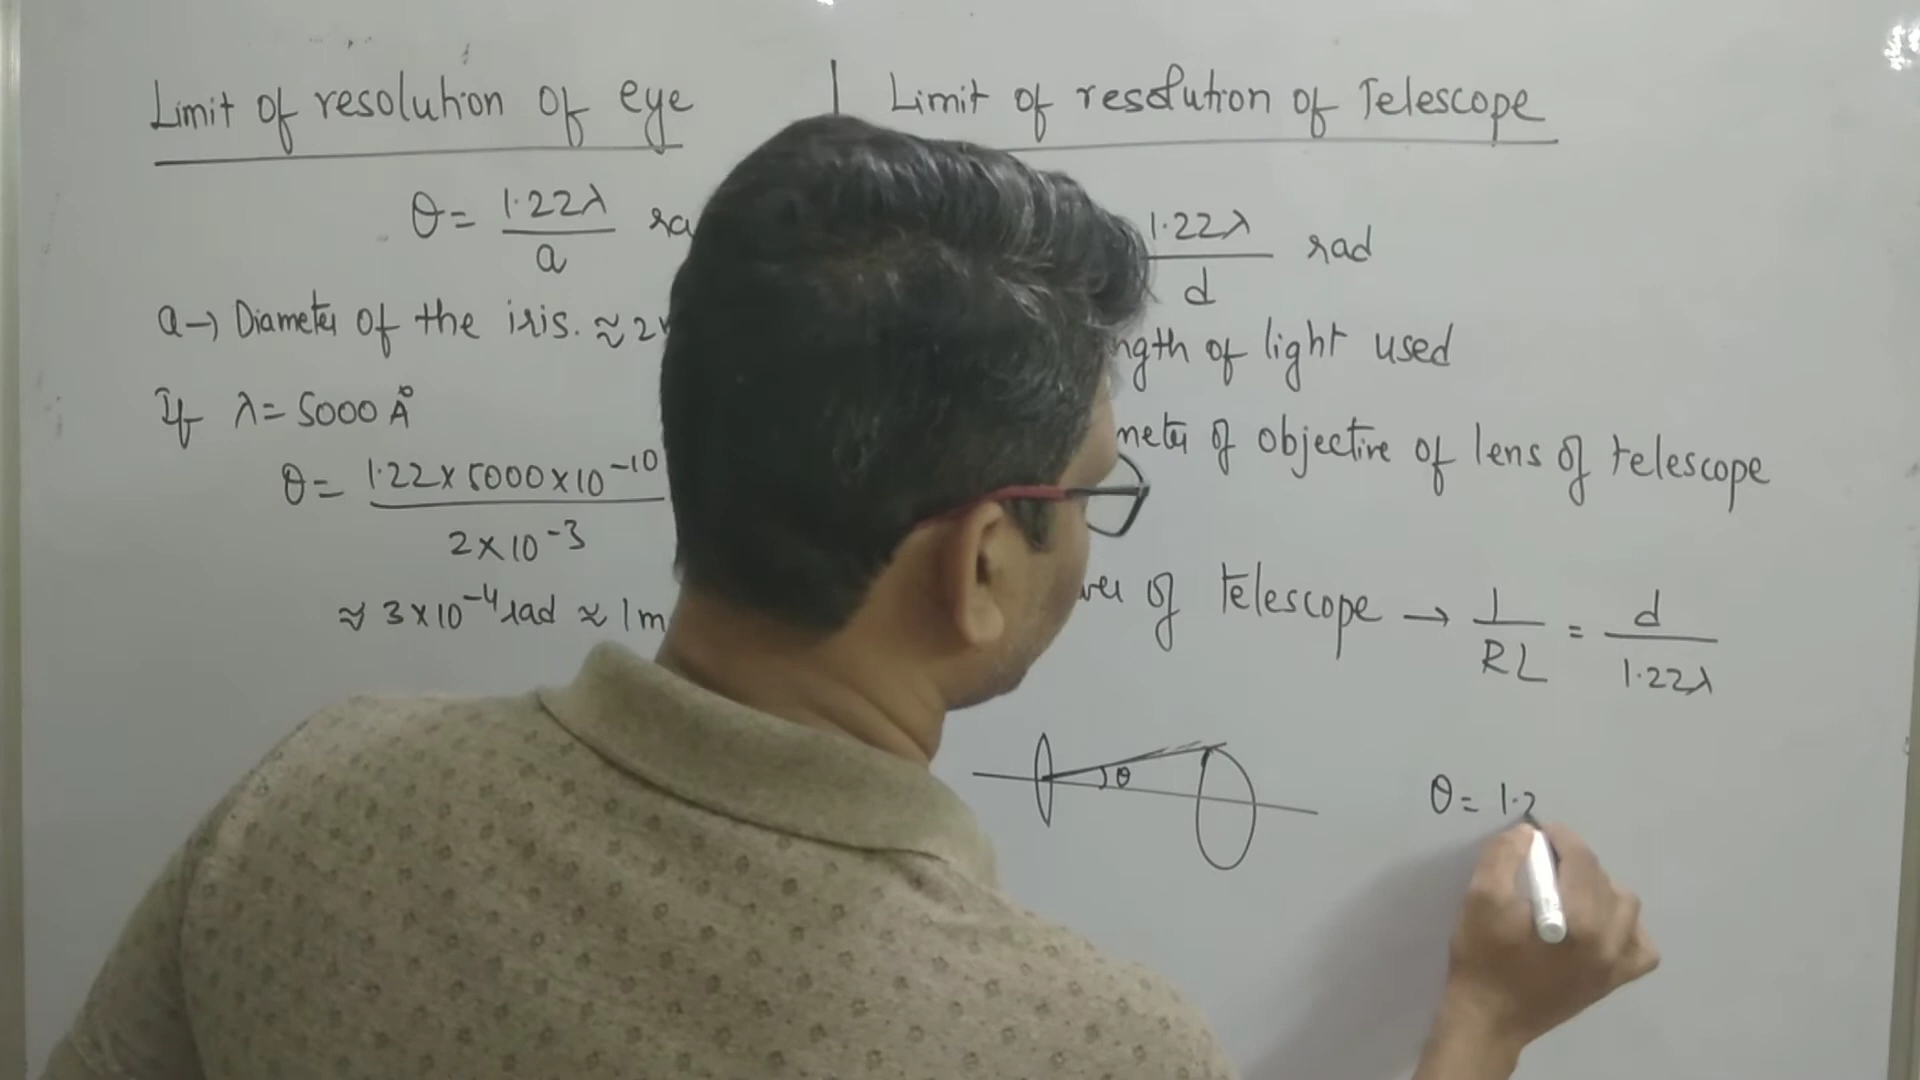 Limit of resolution of eye
θ = 1.22λ / a
a → Diameter of the iris. ≈ 2
If λ = 5000 Å
θ = 1.22 × 5000 × 10⁻¹⁰ / 2 × 10⁻³
≈ 3 × 10⁻⁴ rad ≈ 1 m
Limit of resolution of Telescope
1.22λ / d rad
ngth of light used
meter of objective of lens of telescope
wer of telescope → 1 / RL = d / 1.22λ
θ
θ = 1.2